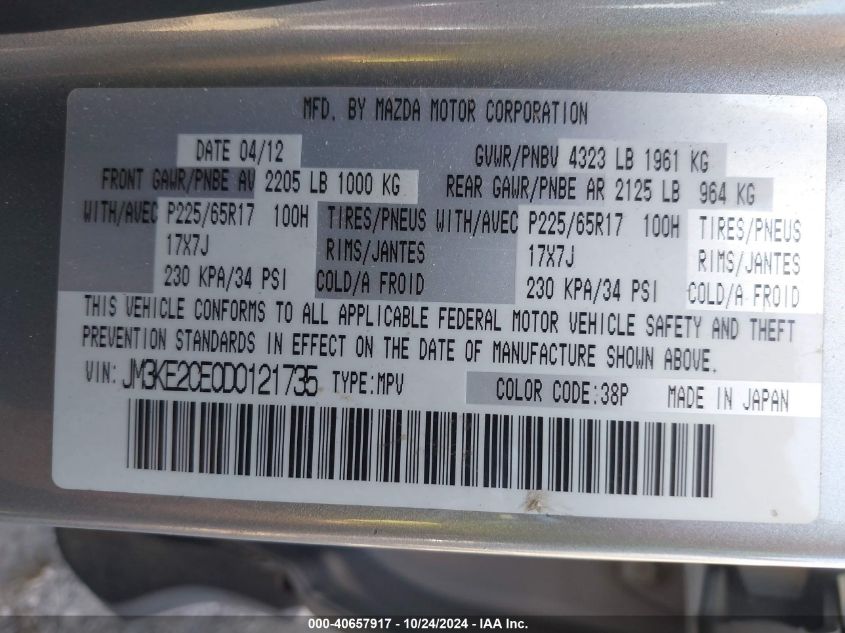 MFD. BY MAZDA MOTOR CORPORATION
DATE 04/12 GVWR/PNBV 4323 LB 1961 KG
FRONT GAWR/PNBE AV 2205 LB 1000 KG REAR GAWR/PNBE AR 2125 LB 964 KG
WITH/AVEC P225/65R17 100H TIRES/PNEUS WITH/AVEC P225/65R17 100H TIRES/PNEUS
17X7J RIMS/JANTES 17X7J RIMS/JANTES
230 KPA/34 PSI COLD/A FROID 230 KPA/34 PSI COLD/A FROID
THIS VEHICLE CONFORMS TO ALL APPLICABLE FEDERAL MOTOR VEHICLE SAFETY AND THEFT
PREVENTION STANDARDS IN EFFECT ON THE DATE OF MANUFACTURE SHOWN ABOVE.
VIN: JM3KE2CE0D0121735 TYPE:MPV COLOR CODE:38P MADE IN JAPAN
000-40657917 - 10/24/2024 - IAA Inc.